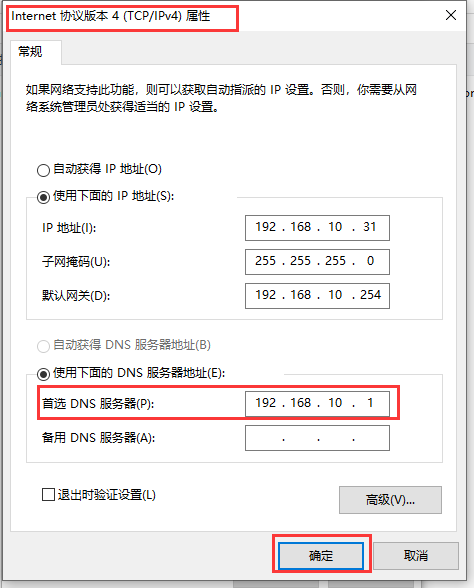 Internet 协议版本 4 (TCP/IPv4) 属性
常规
如果网络支持此功能，则可以获取自动指派的 IP 设置。否则，你需要从网
络系统管理员处获得适当的 IP 设置。
自动获得 IP 地址(O)
使用下面的 IP 地址(S):
IP 地址(I): 192 . 168 . 10 . 31
子网掩码(U): 255 . 255 . 255 . 0
默认网关(D): 192 . 168 . 10 . 254
自动获得 DNS 服务器地址(B)
使用下面的 DNS 服务器地址(E):
首选 DNS 服务器(P): 192 . 168 . 10 . 1
备用 DNS 服务器(A): . . .
退出时验证设置(L)
高级(V)...
确定 取消